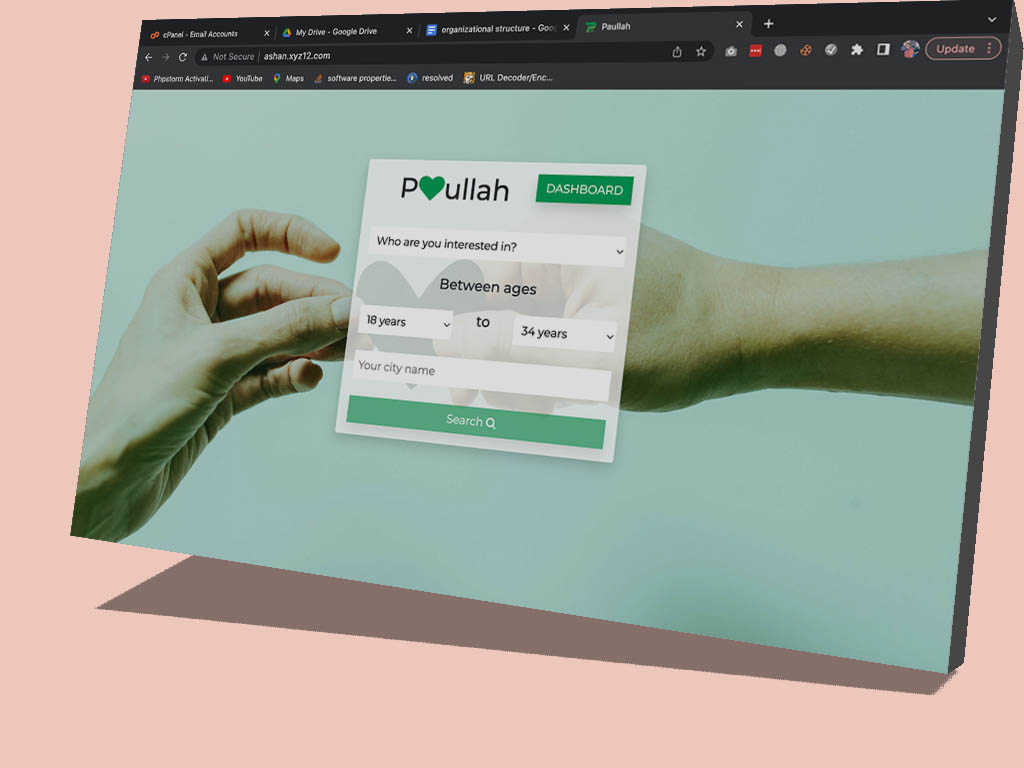 cPanel - Email Accounts
My Drive - Google Drive
organizational structure - Goog
Paullah
Not Secure
ashan.xyz12.com
Update
Phpstorm Activati...
YouTube
Maps
software propertie...
resolved
URL Decoder/Enc...
P ullah
DASHBOARD
Who are you interested in?
Between ages
18 years
to
34 years
Your city name
Search